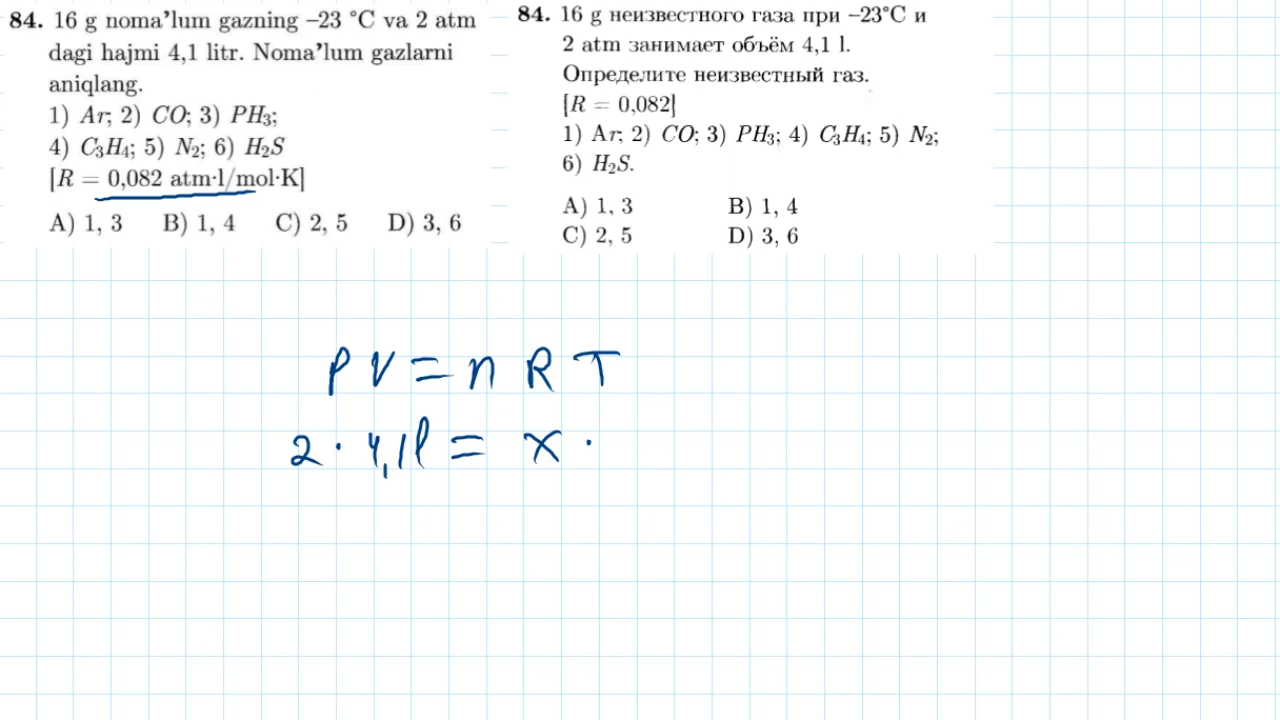 84. 16 g noma’lum gazning –23 °C va 2 atm
dagi hajmi 4,1 litr. Noma’lum gazlarni
aniqlang.
1) Ar; 2) CO; 3) PH₃;
4) C₃H₄; 5) N₂; 6) H₂S
[R = 0,082 atm·l/mol·K]
A) 1, 3 B) 1, 4 C) 2, 5 D) 3, 6
84. 16 g неизвестного газа при –23°C и
2 atm занимает объём 4,1 l.
Определите неизвестный газ.
[R = 0,082]
1) Ar; 2) CO; 3) PH₃; 4) C₃H₄; 5) N₂;
6) H₂S.
A) 1, 3 B) 1, 4
C) 2, 5 D) 3, 6
PV = n R T
2 · 4,1l = x ·